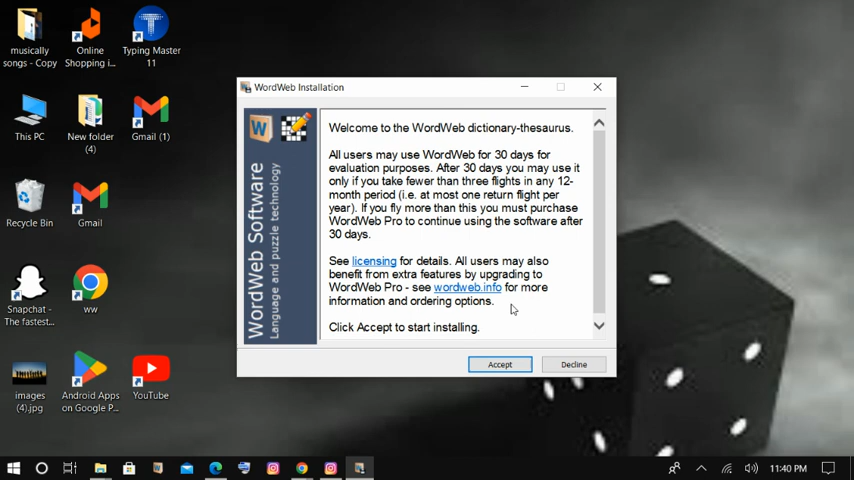 musically
songs - Copy
Online
Shopping i...
Typing Master
11
This PC
New folder
(4)
Gmail (1)
Recycle Bin
Gmail
Snapchat -
The fastest...
ww
images
(4).jpg
Android Apps
on Google P...
YouTube
WordWeb Installation
W
WordWeb Software
Language and puzzle technology
Welcome to the WordWeb dictionary-thesaurus.
All users may use WordWeb for 30 days for
evaluation purposes. After 30 days you may use it
only if you take fewer than three flights in any 12-
month period (i.e. at most one return flight per
year). If you fly more than this you must purchase
WordWeb Pro to continue using the software after
30 days.
See licensing for details. All users may also
benefit from extra features by upgrading to
WordWeb Pro - see wordweb.info for more
information and ordering options.
Click Accept to start installing.
Accept
Decline
11:40 PM